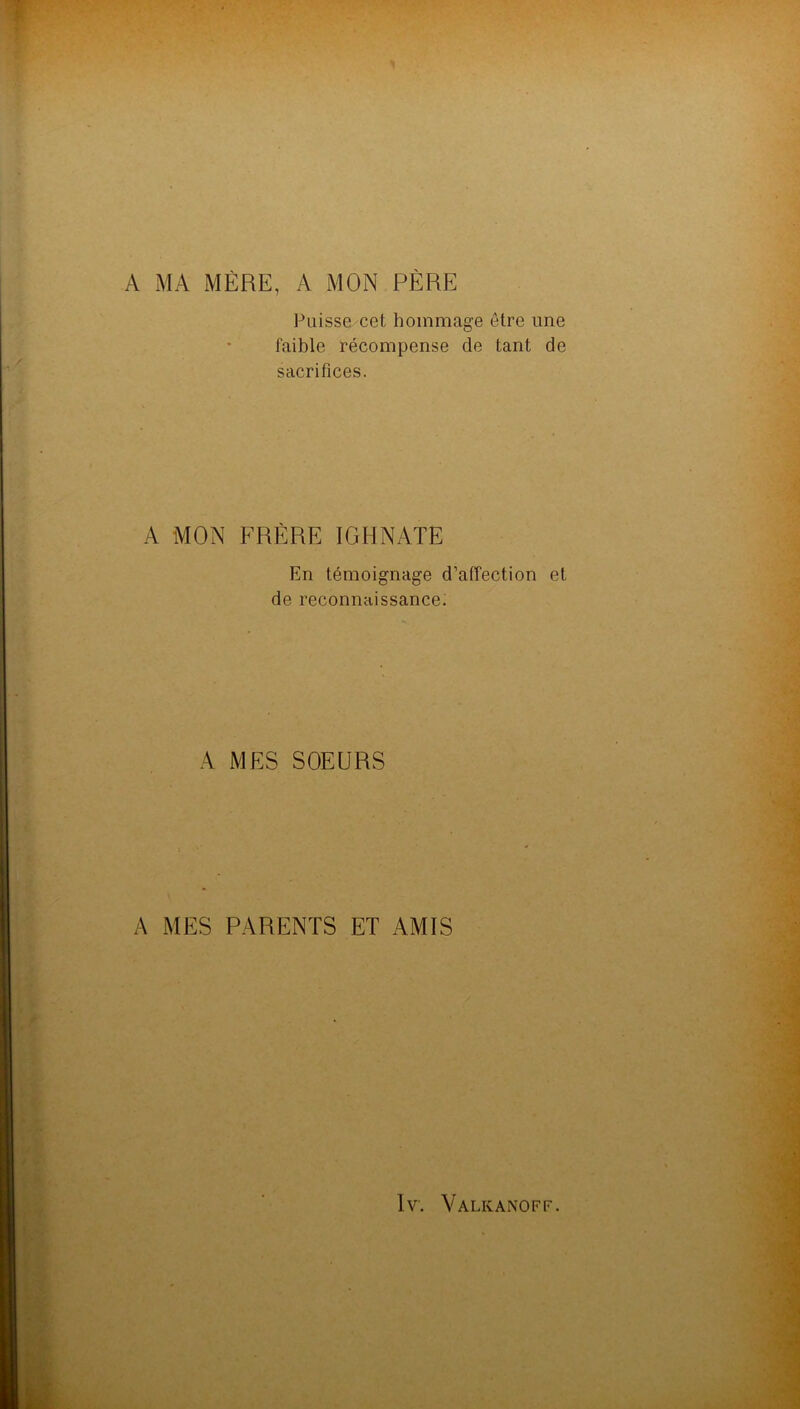 A MA MÈRE, A MON PÈRE
Puisse cet hommage être une
faible récompense de tant de
sacrifices.
A MON FRÈRE IGHNATE
En témoignage d’affection et
de reconnaissance.
A MES SOEURS
A MES PARENTS ET AMIS
Iv. VALKANOFF.